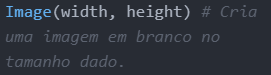 Image(width, height) # Cria
uma imagem em branco no
tamanho dado.